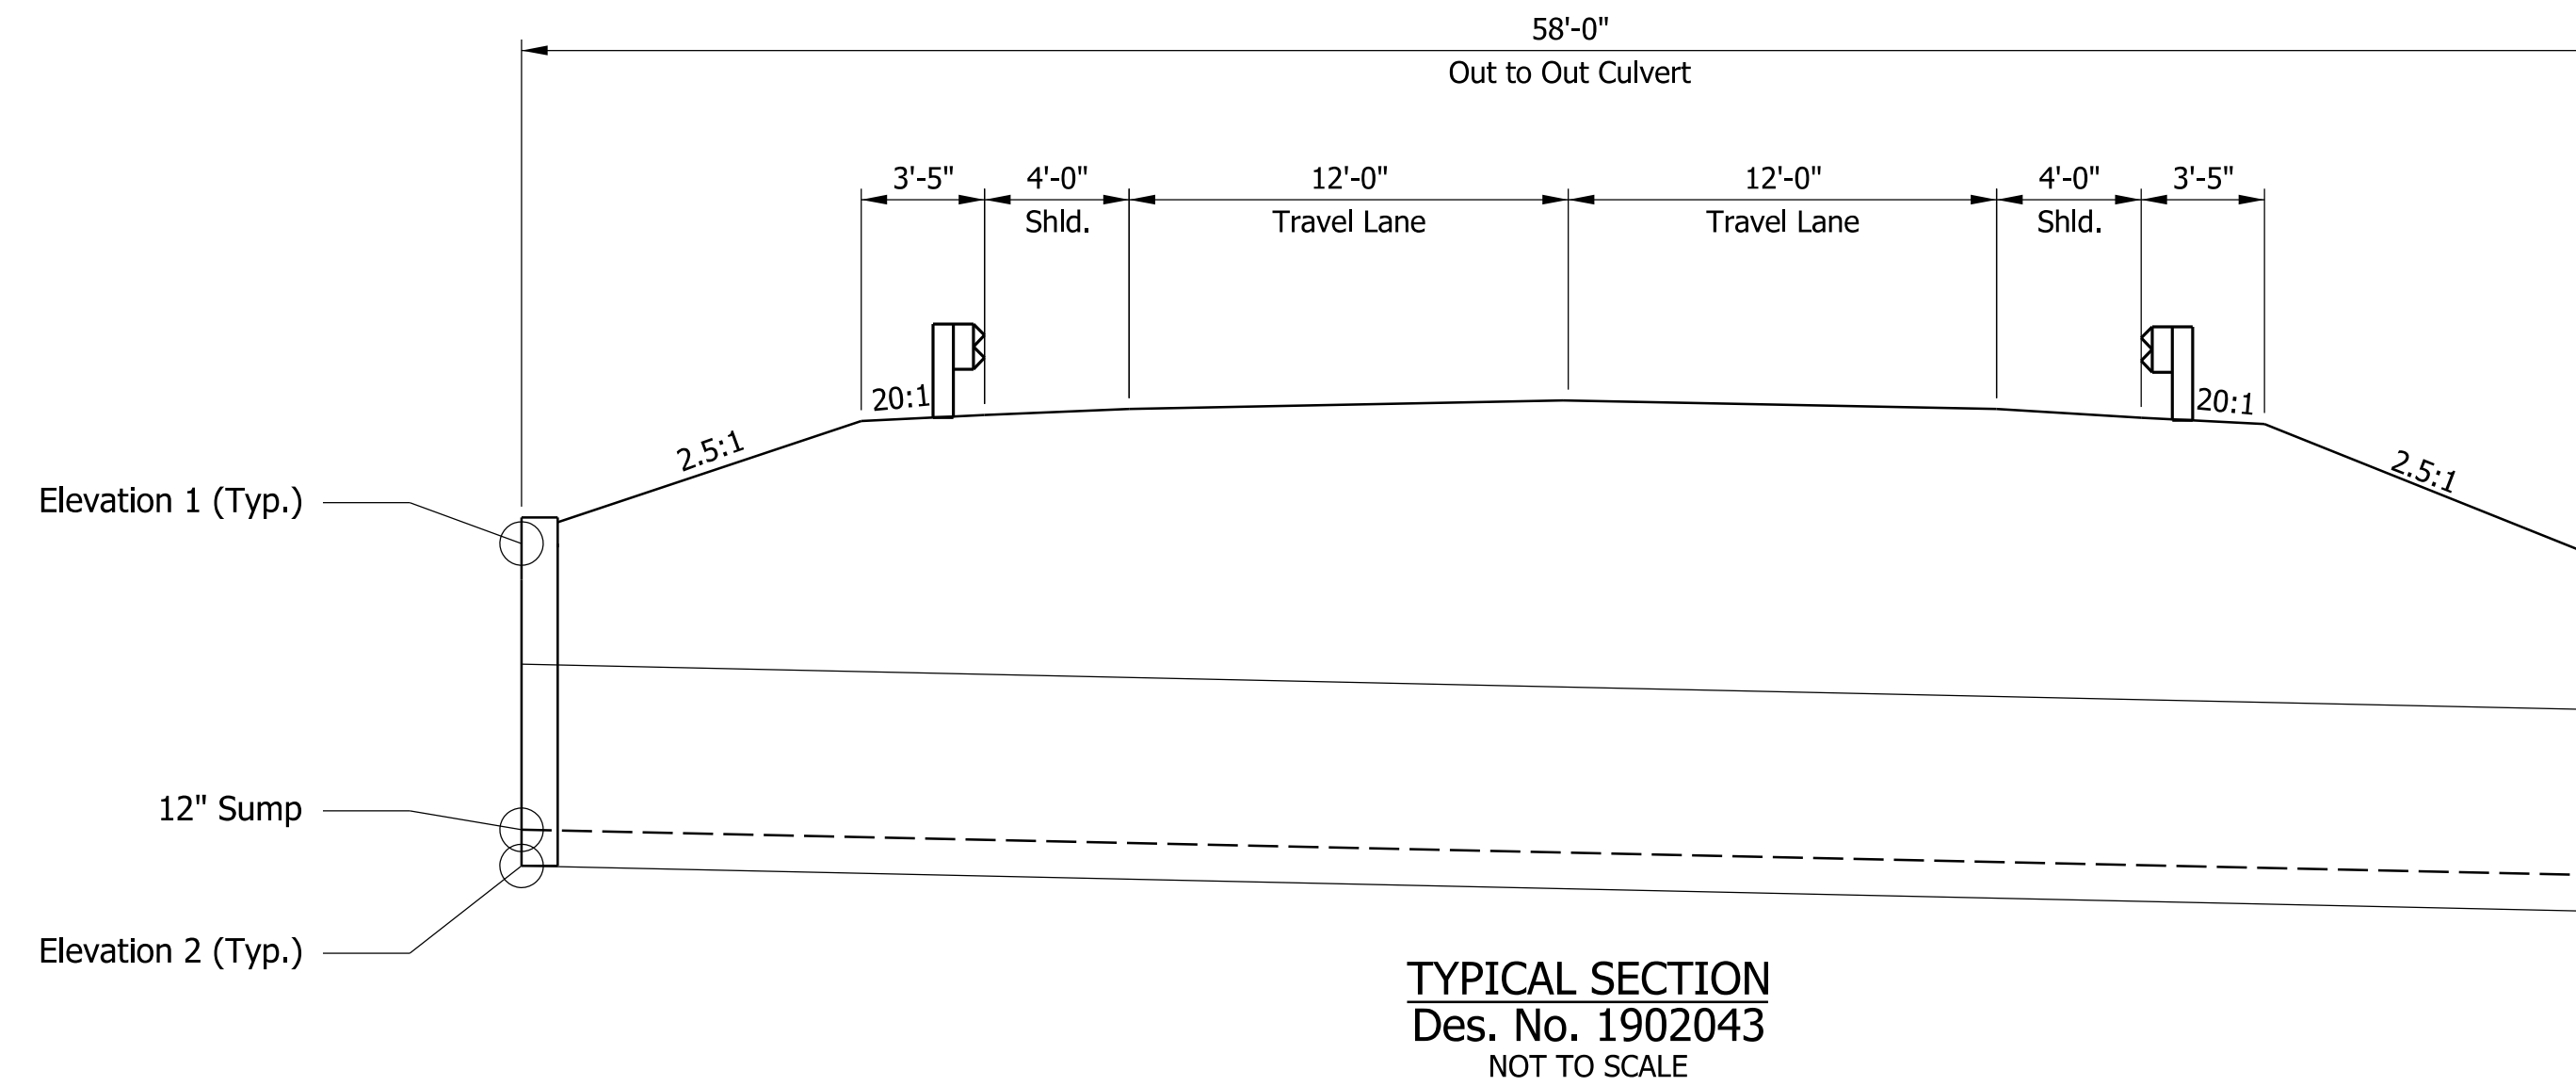 58'-0"
Out to Out Culvert
3'-5" 4'-0" 12'-0" 12'-0" 4'-0" 3'-5"
Shld. Travel Lane Travel Lane Shld.
20:1 20:1
2.5:1 2.5:1
Elevation 1 (Typ.)
12" Sump
Elevation 2 (Typ.)
TYPICAL SECTION
Des. No. 1902043
NOT TO SCALE